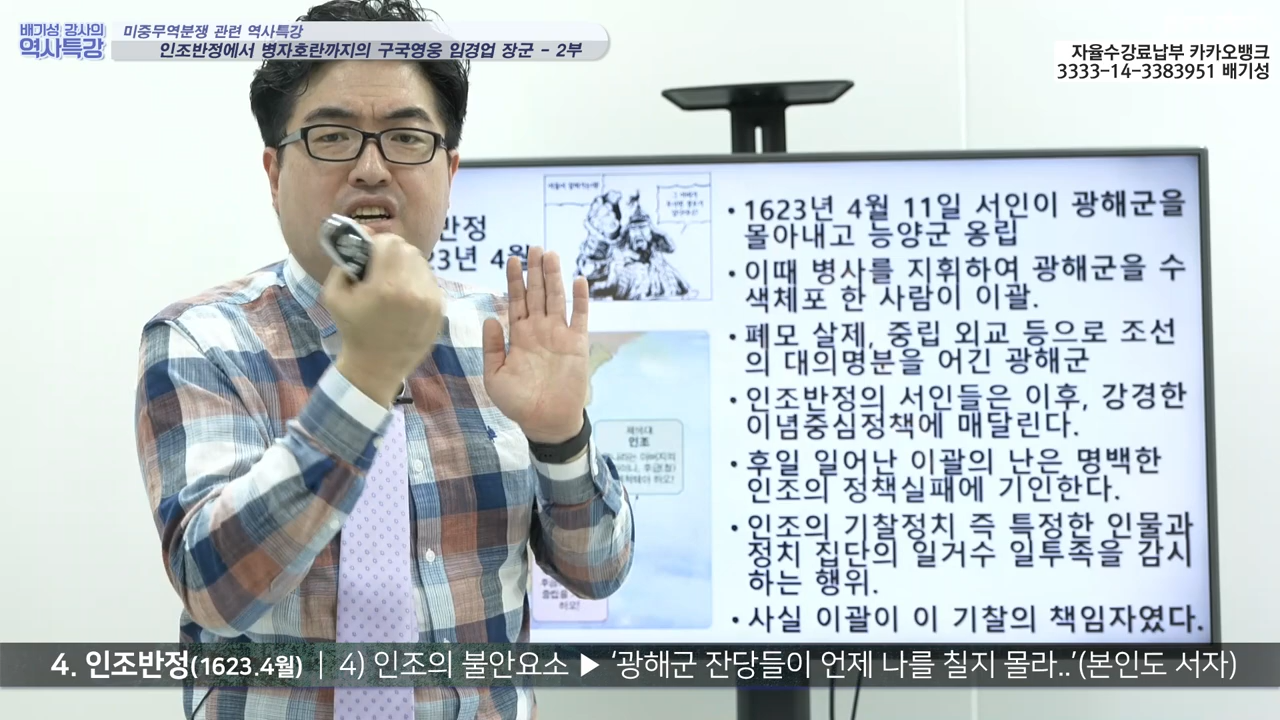 배기성 강사의
역사특강
미중무역분쟁 관련 역사특강
인조반정에서 병자호란까지의 구국영웅 임경업 장군 - 2부
자율수강료납부 카카오뱅크
3333-14-3383951 배기성
반정
23년 4월
• 1623년 4월 11일 서인이 광해군을
몰아내고 능양군 옹립
• 이때 병사를 지휘하여 광해군을 수
색체포 한 사람이 이괄.
• 폐모 살제, 중립 외교 등으로 조선
의 대의명분을 어긴 광해군
• 인조반정의 서인들은 이후, 강경한
이념중심정책에 매달린다.
• 후일 일어난 이괄의 난은 명백한
인조의 정책실패에 기인한다.
• 인조의 기찰정치 즉 특정한 인물과
정치 집단의 일거수 일투족을 감시
하는 행위.
• 사실 이괄이 이 기찰의 책임자였다.
제16대
인조
중립을
하오!
4. 인조반정(1623.4월) | 4) 인조의 불안요소 ▶ ‘광해군 잔당들이 언제 나를 칠지 몰라..’(본인도 서자)